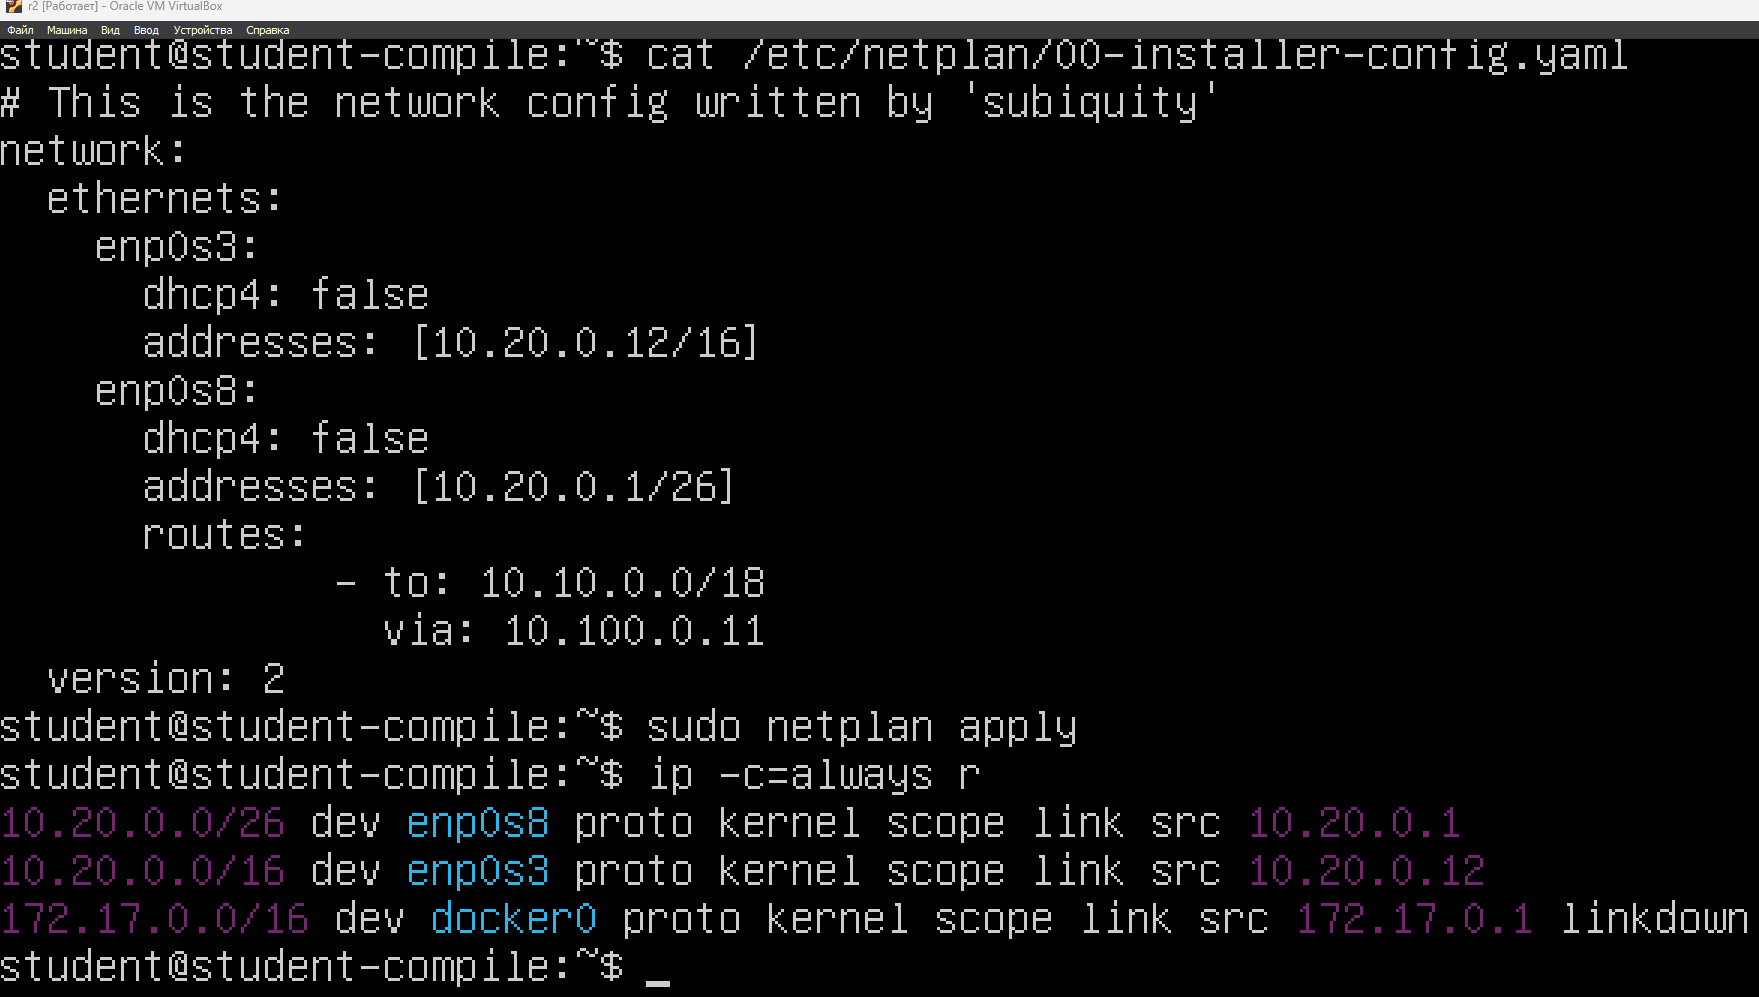 r2 [Работает] - Oracle VM VirtualBox
Файл Машина Вид Ввод Устройства Справка
student@student-compile:~$ cat /etc/netplan/00-installer-config.yaml
# This is the network config written by 'subiquity'
network:
  ethernets:
    enp0s3:
      dhcp4: false
      addresses: [10.20.0.12/16]
    enp0s8:
      dhcp4: false
      addresses: [10.20.0.1/26]
      routes:
              - to: 10.10.0.0/18
                via: 10.100.0.11
  version: 2
student@student-compile:~$ sudo netplan apply
student@student-compile:~$ ip -c=always r
10.20.0.0/26 dev enp0s8 proto kernel scope link src 10.20.0.1
10.20.0.0/16 dev enp0s3 proto kernel scope link src 10.20.0.12
172.17.0.0/16 dev docker0 proto kernel scope link src 172.17.0.1 linkdown
student@student-compile:~$ _